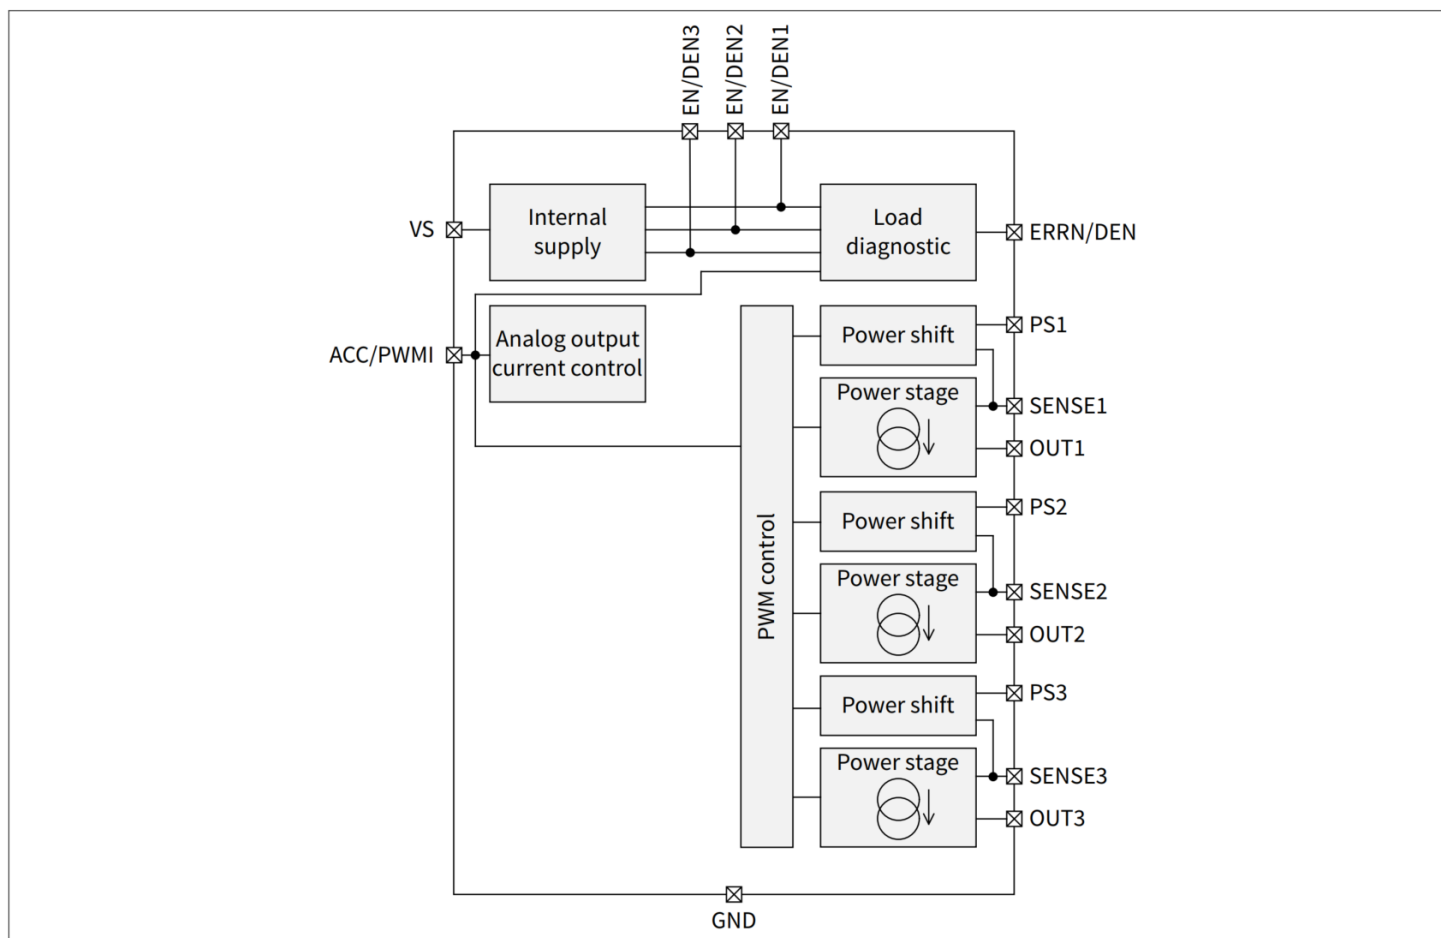 EN/DEN3
EN/DEN2
EN/DEN1
VS
Internal
supply
Load
diagnostic
ERRN/DEN
ACC/PWMI
Analog output
current control
PWM control
Power shift
PS1
Power stage
SENSE1
OUT1
Power shift
PS2
Power stage
SENSE2
OUT2
Power shift
PS3
Power stage
SENSE3
OUT3
GND